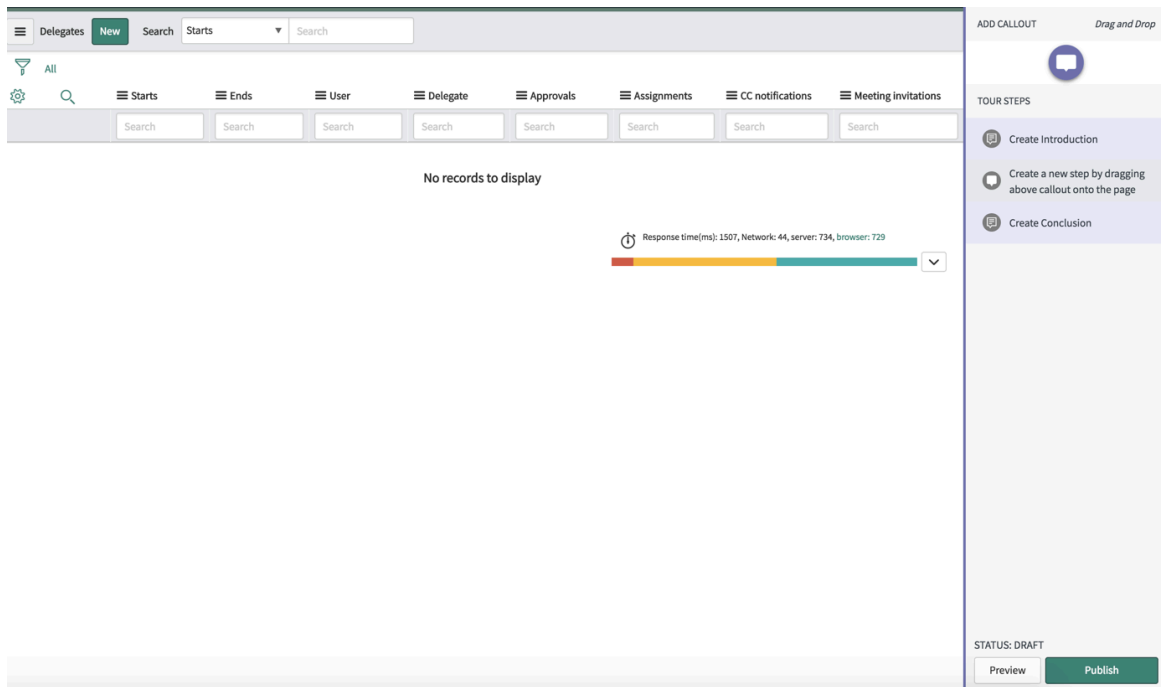 Delegates New Search Starts Search
All
Starts Ends User Delegate Approvals Assignments CC notifications Meeting invitations
Search Search Search Search Search Search Search Search
No records to display
Response time(ms): 1507, Network: 44, server: 734, browser: 729
ADD CALLOUT Drag and Drop
TOUR STEPS
Create Introduction
Create a new step by dragging
above callout onto the page
Create Conclusion
STATUS: DRAFT
Preview Publish